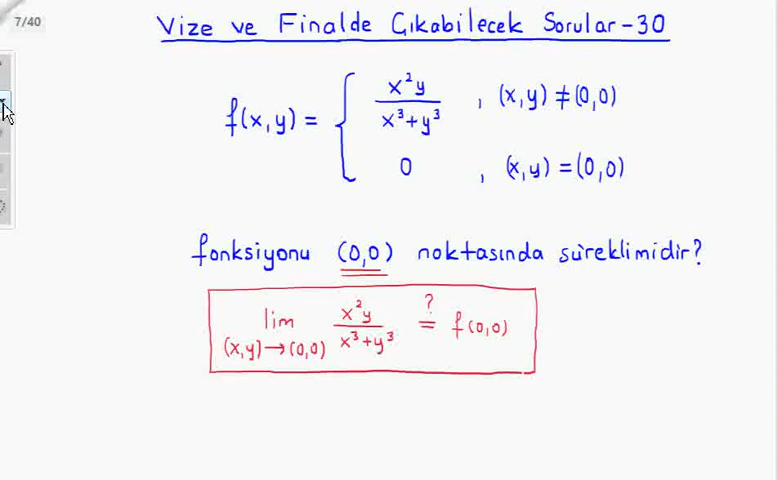 7/40
Vize ve Finalde Çıkabilecek Sorular-30
f(x,y) = { x²y / x³+y³ , (x,y) ≠ (0,0)
0 , (x,y) = (0,0)
fonksiyonu (0,0) noktasında süreklimidir?
lim (x,y)→(0,0) x²y / x³+y³ ?= f(0,0)